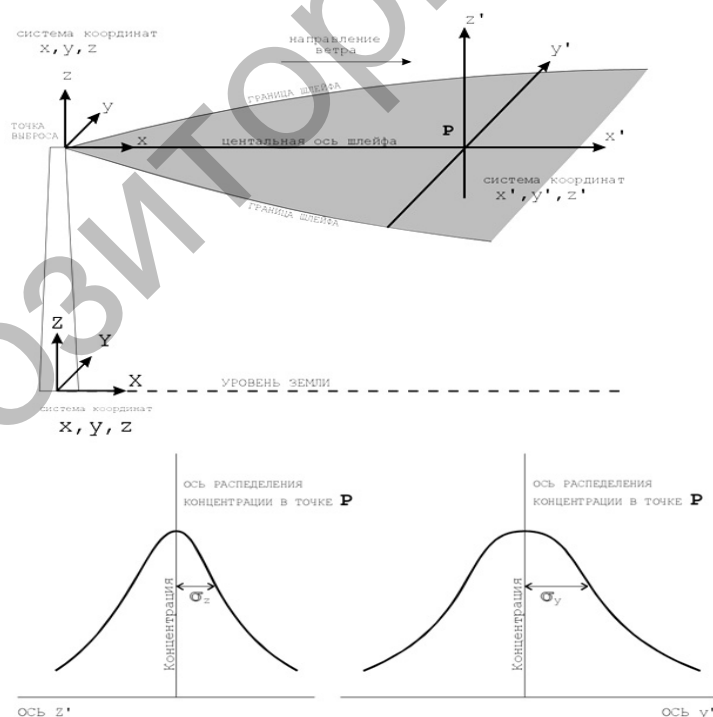 система координат
x,y,z
направление
ветра
z'
y'
z
y
ГРАНИЦА ШЛЕЙФА
ТОЧКА
ВЫБРОСА
x
центальная ось шлейфа
P
x'
система координат
x',y',z'
ГРАНИЦА ШЛЕЙФА
Z
Y
X
УРОВЕНЬ ЗЕМЛИ
система координат
x,y,z
ОСЬ РАСПЕДЕЛЕНИЯ
КОНЦЕНТРАЦИИ В ТОЧКЕ P
ОСЬ РАСПЕДЕЛЕНИЯ
КОНЦЕНТРАЦИИ В ТОЧКЕ P
Концентрация
σz
Концентрация
σy
ОСЬ Z'
ОСЬ y'